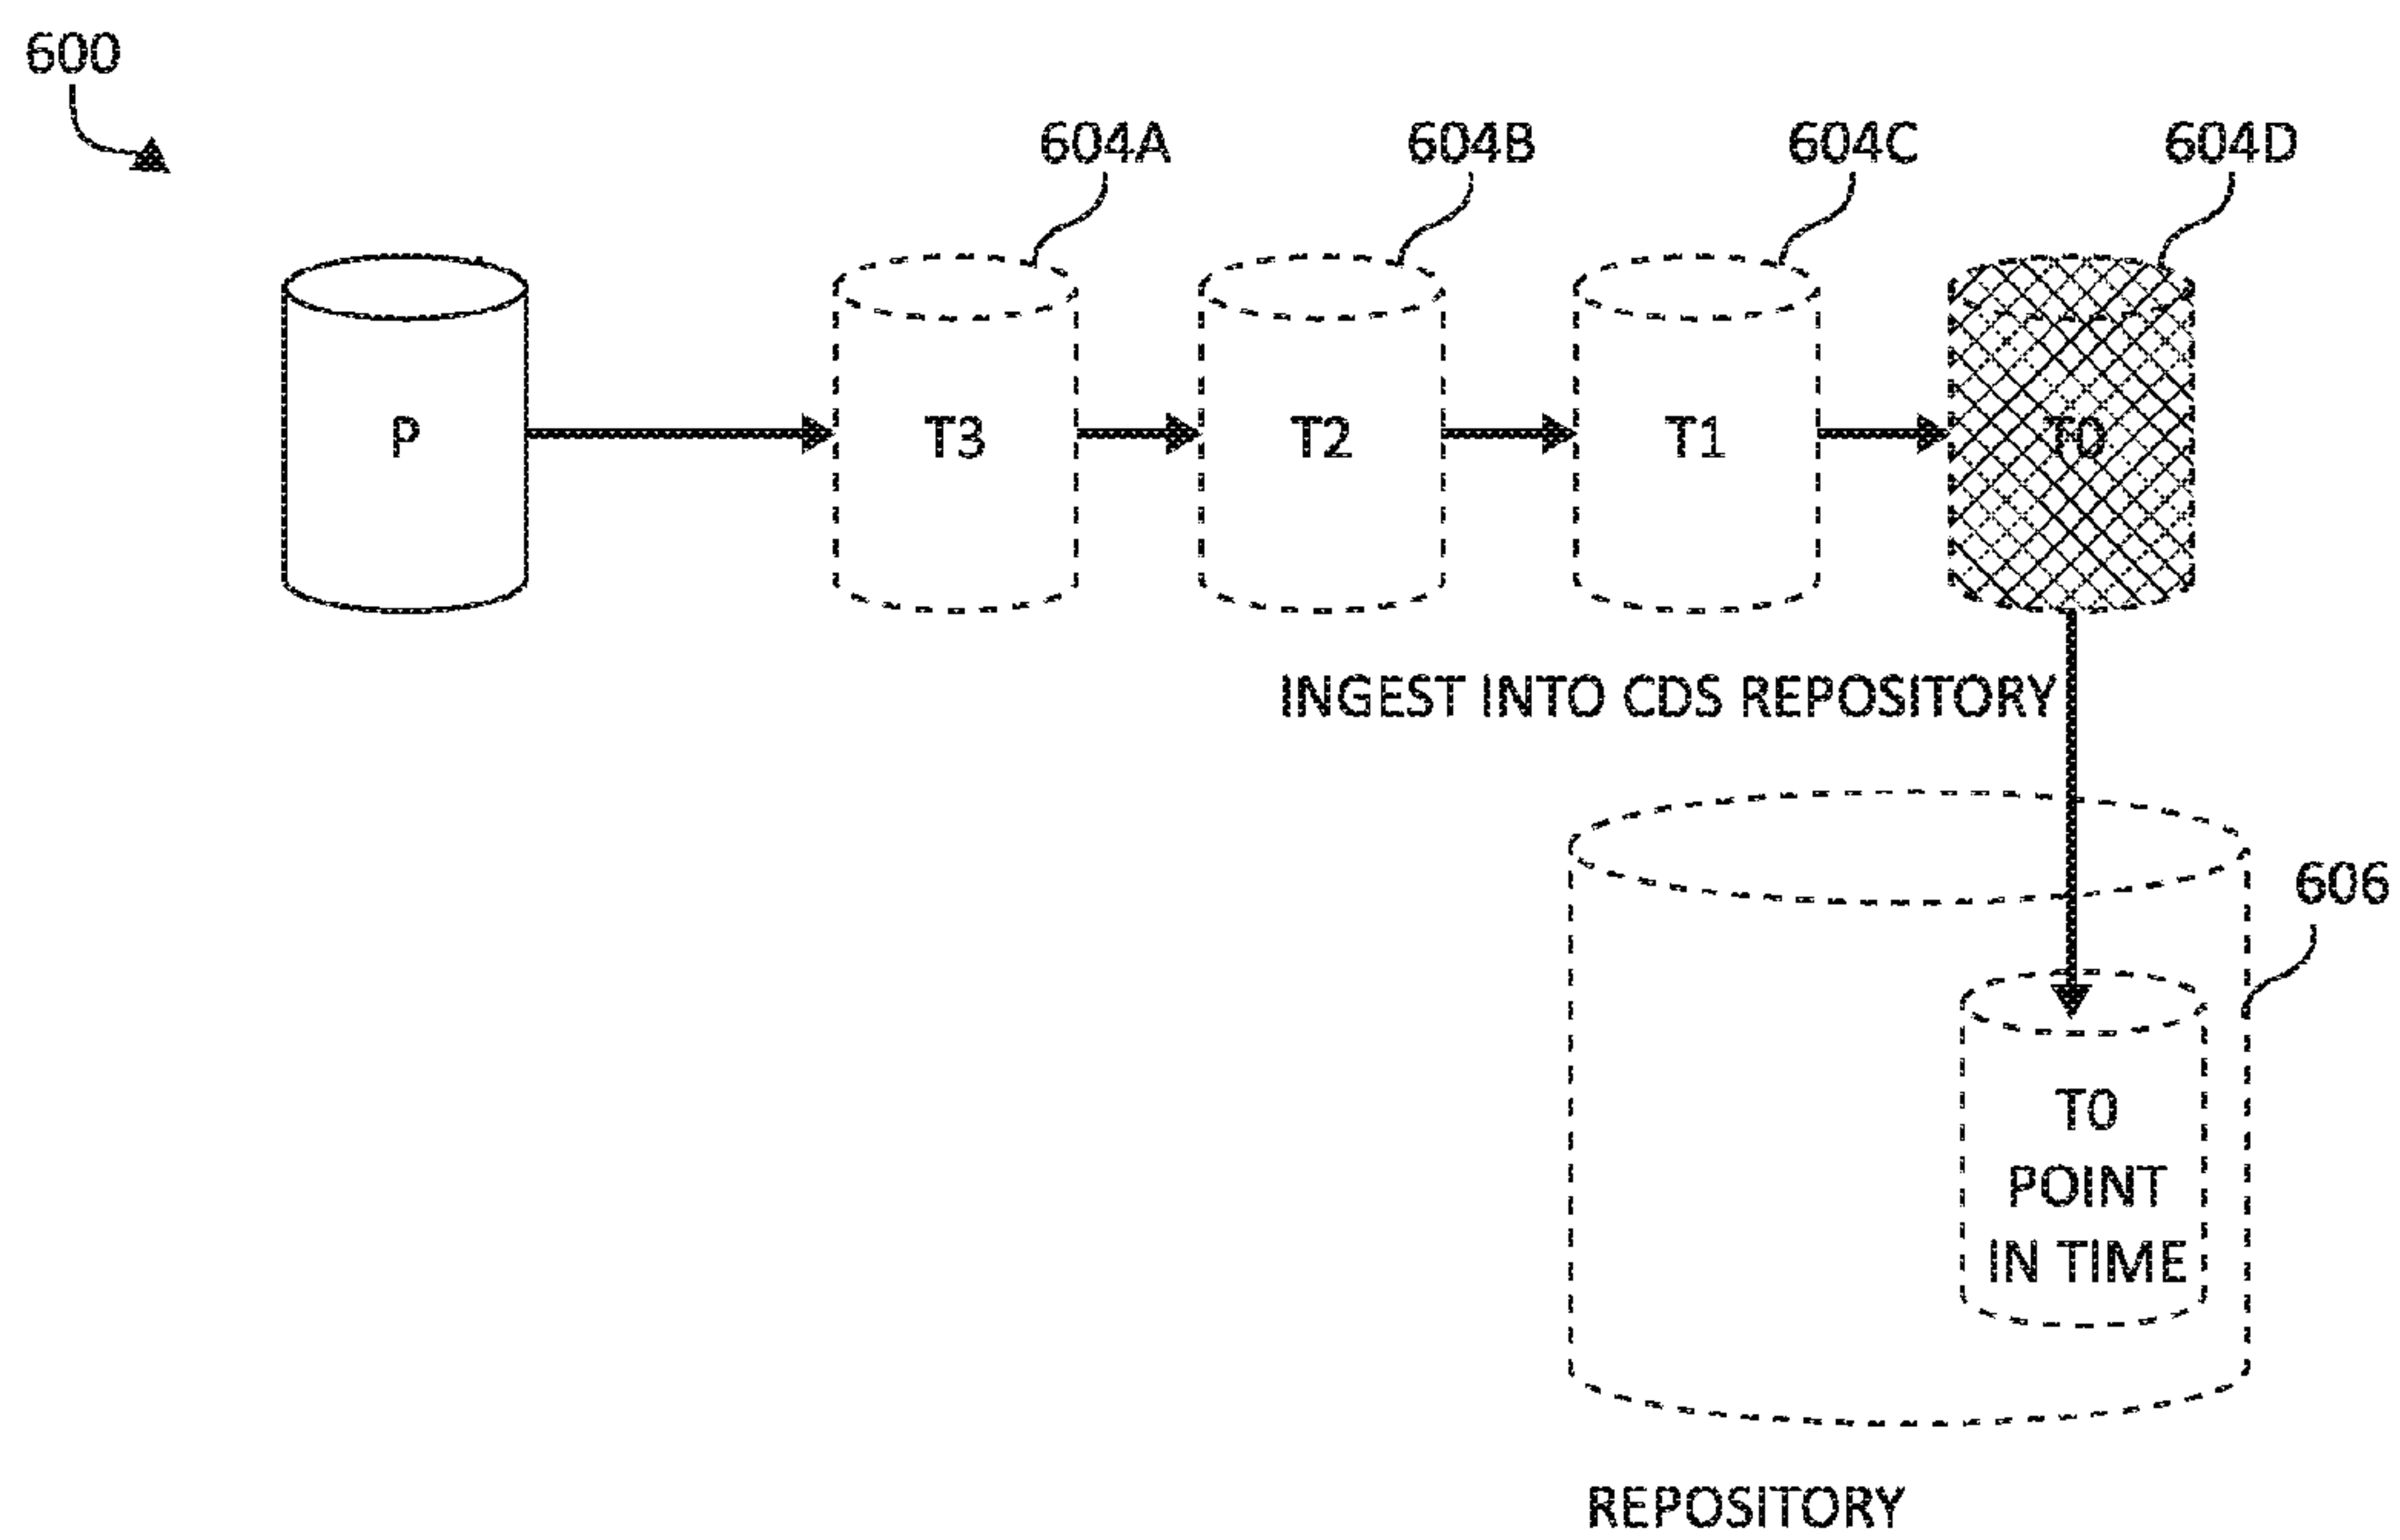 600
604A
604B
604C
604D
P
T3
T2
T1
T0
INGEST INTO CDS REPOSITORY
606
T0
POINT
IN TIME
REPOSITORY